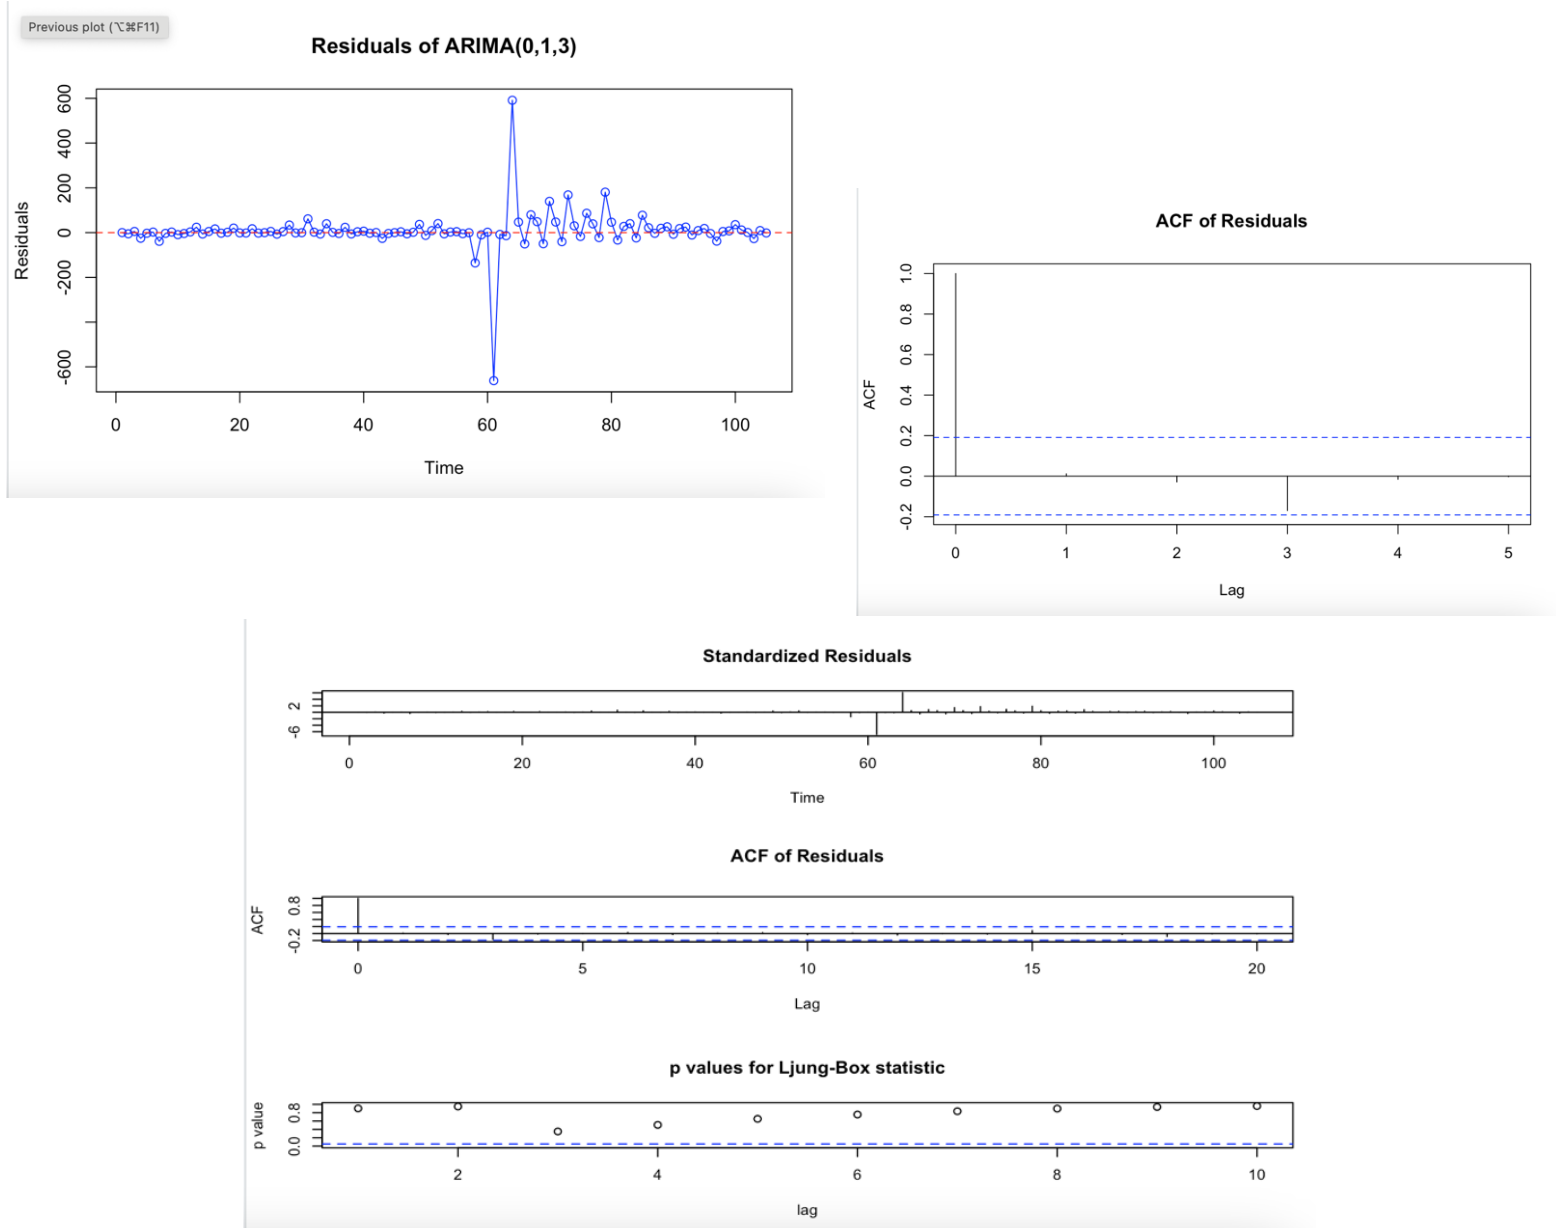 Previous plot (⌥⌘F11)
Residuals of ARIMA(0,1,3)
Residuals
600
400
200
0
-200
-600
0 20 40 60 80 100
Time
ACF of Residuals
ACF
1.0
0.8
0.6
0.4
0.2
0.0
-0.2
0 1 2 3 4 5
Lag
Standardized Residuals
2
-6
0 20 40 60 80 100
Time
ACF of Residuals
ACF
0.8
-0.2
0 5 10 15 20
Lag
p values for Ljung-Box statistic
p value
0.8
0.0
2 4 6 8 10
lag